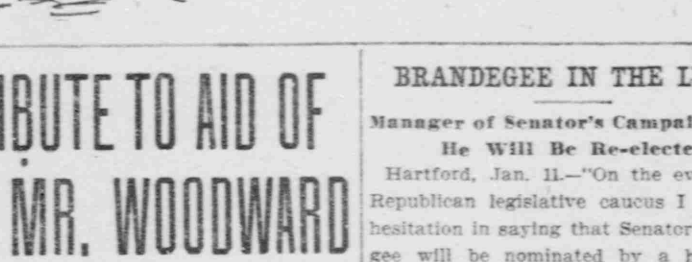 IBUTE TO AID OF
MR. WOODWARD
BRANDEGEE IN THE L
Manager of Senator's Campai
He Will Be Re-electe
Hartford, Jan. 11.—"On the ev
Republican legislative caucus I
hesitation in saying that Senator
gee will be nominated by a